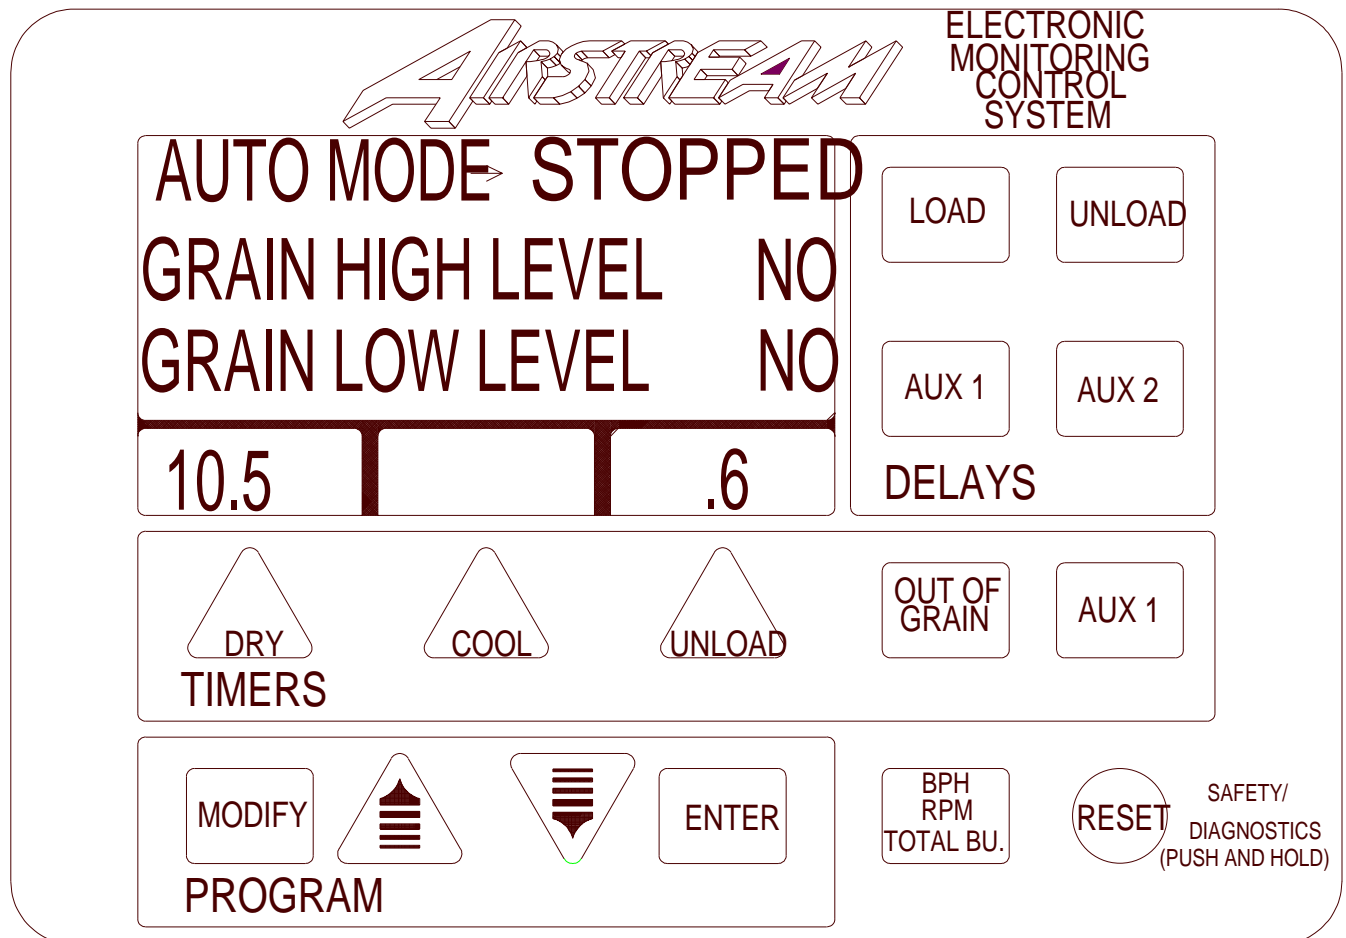 AIRSTREAM
ELECTRONIC
MONITORING
CONTROL
SYSTEM
AUTO MODE STOPPED
GRAIN HIGH LEVEL NO
GRAIN LOW LEVEL NO
10.5 .6
LOAD UNLOAD
AUX 1 AUX 2
DELAYS
DRY COOL UNLOAD
TIMERS
OUT OF
GRAIN
AUX 1
MODIFY ENTER
PROGRAM
BPH
RPM
TOTAL BU.
RESET
SAFETY/
DIAGNOSTICS
(PUSH AND HOLD)